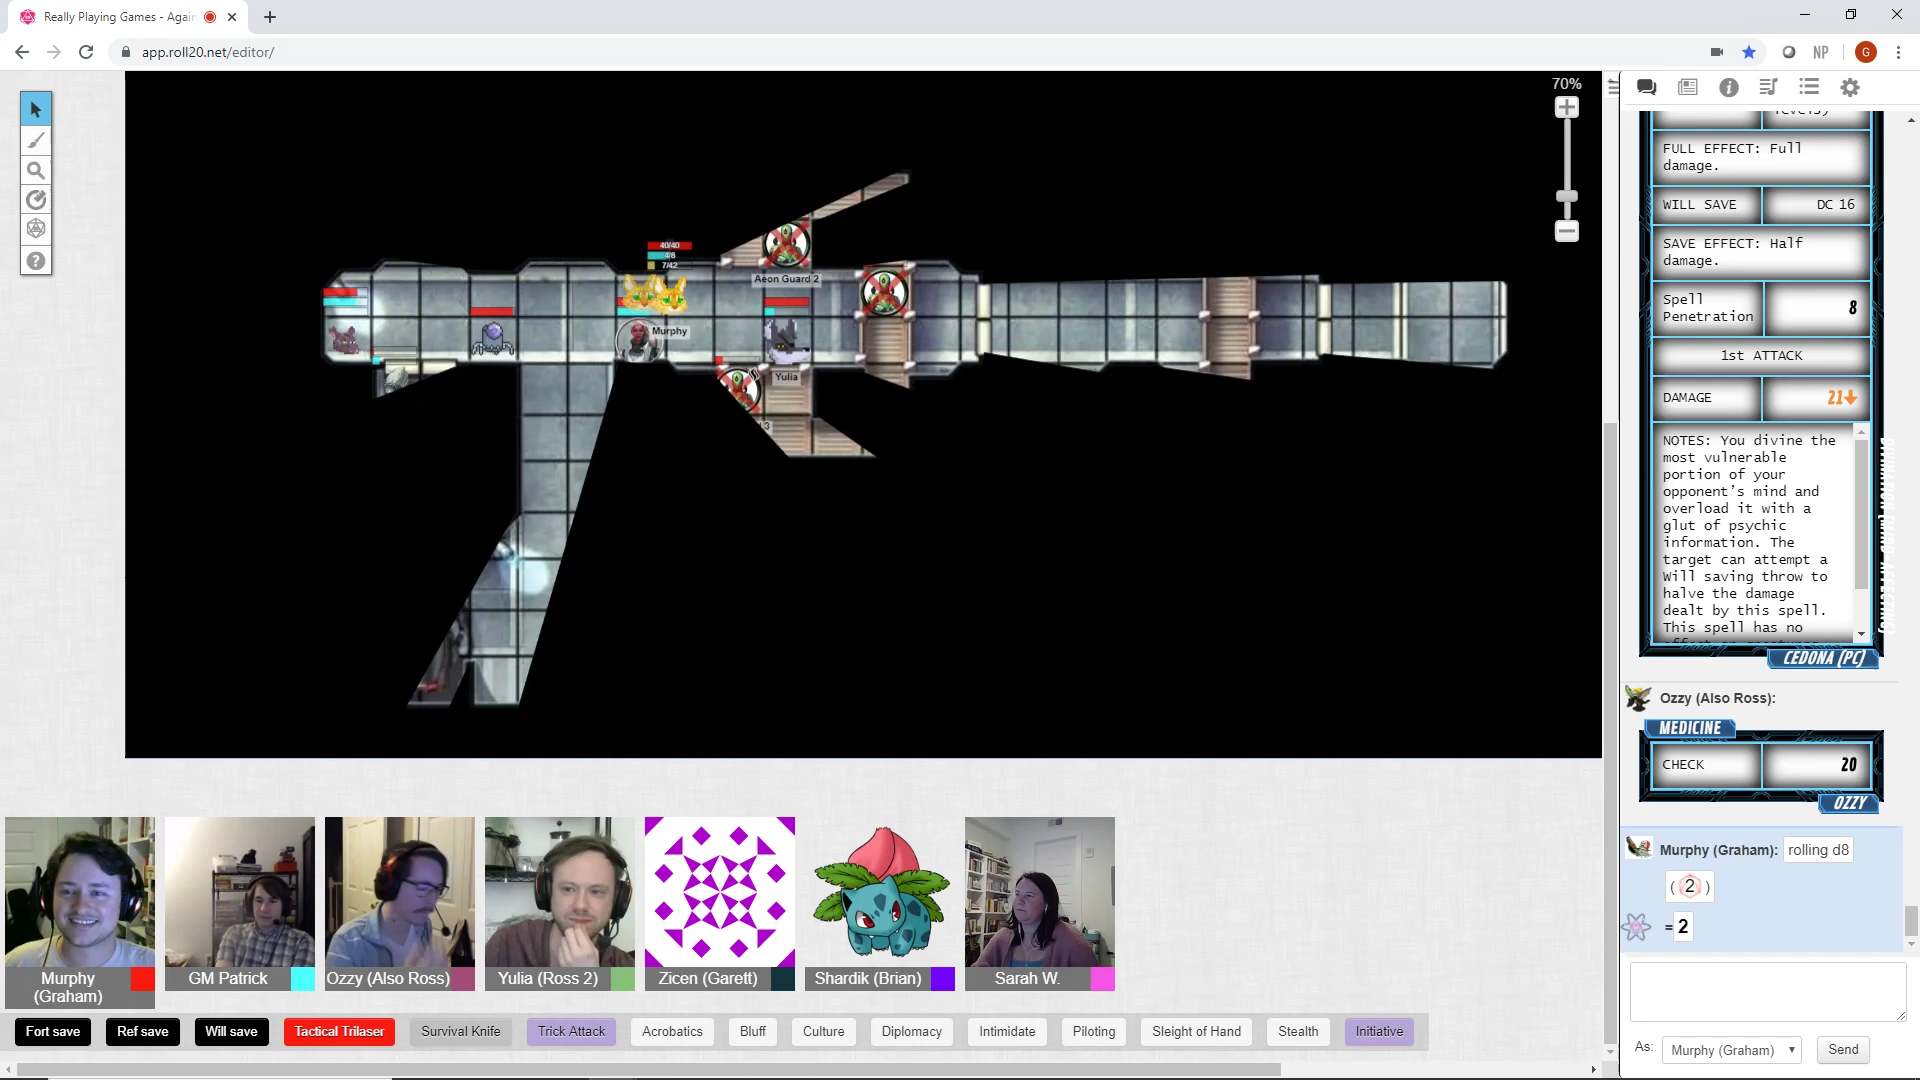 Really Playing Games - Agai
app.roll20.net/editor/
NP
G
70%
40/40
4/8
7/42
Aeon Guard 2
Murphy
Yulia
FULL EFFECT: Full
damage.
WILL SAVE
DC 16
SAVE EFFECT: Half
damage.
Spell
Penetration
8
1st ATTACK
DAMAGE
21
NOTES: You divine the
most vulnerable
portion of your
opponent’s mind and
overload it with a
glut of psychic
information. The
target can attempt a
Will saving throw to
halve the damage
dealt by this spell.
This spell has no
CEDONA (PC)
Ozzy (Also Ross):
MEDICINE
CHECK
20
OZZY
Murphy (Graham):
rolling d8
(2)
=2
Murphy
(Graham)
GM Patrick
Ozzy (Also Ross)
Yulia (Ross 2)
Zicen (Garett)
Shardik (Brian)
Sarah W.
Fort save
Ref save
Will save
Tactical Trilaser
Survival Knife
Trick Attack
Acrobatics
Bluff
Culture
Diplomacy
Intimidate
Piloting
Sleight of Hand
Stealth
Initiative
As:
Murphy (Graham)
Send